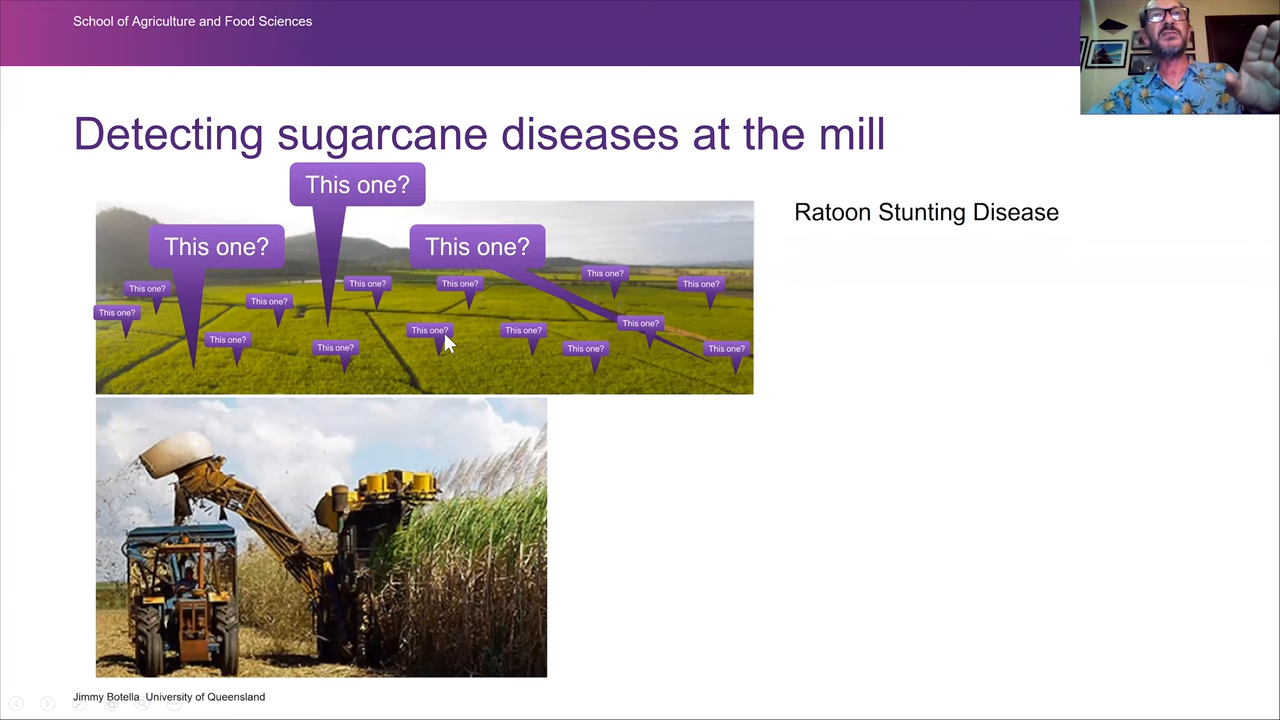 School of Agriculture and Food Sciences
Detecting sugarcane diseases at the mill
This one?
This one?
This one?
Ratoon Stunting Disease
This one?
This one?
This one?
This one?
This one?
This one?
This one?
This one?
This one?
This one?
This one?
This one?
This one?
This one?
Jimmy Botella University of Queensland